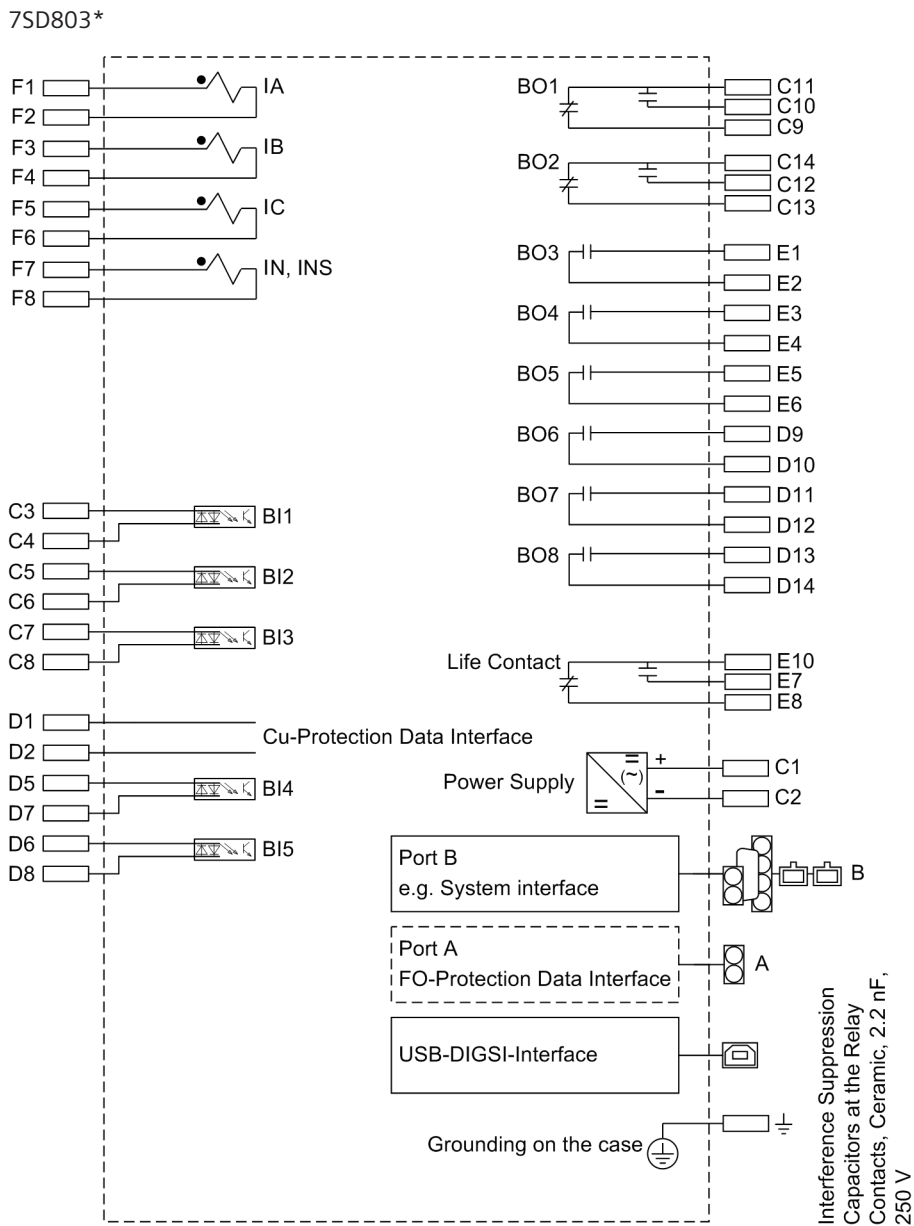 7SD803*
F1
IA
F2
F3
IB
F4
F5
IC
F6
F7
IN, INS
F8
C3
BI1
C4
C5
BI2
C6
C7
BI3
C8
D1
Cu-Protection Data Interface
D2
D5
BI4
D7
D6
BI5
D8
BO1
C11
C10
C9
BO2
C14
C12
C13
BO3
E1
E2
BO4
E3
E4
BO5
E5
E6
BO6
D9
D10
BO7
D11
D12
BO8
D13
D14
Life Contact
E10
E7
E8
Power Supply
=
(~)
=
+
-
C1
C2
Port B
e.g. System interface
B
Port A
FO-Protection Data Interface
A
USB-DIGSI-Interface
Grounding on the case
Interference Suppression
Capacitors at the Relay
Contacts, Ceramic, 2.2 nF,
250 V